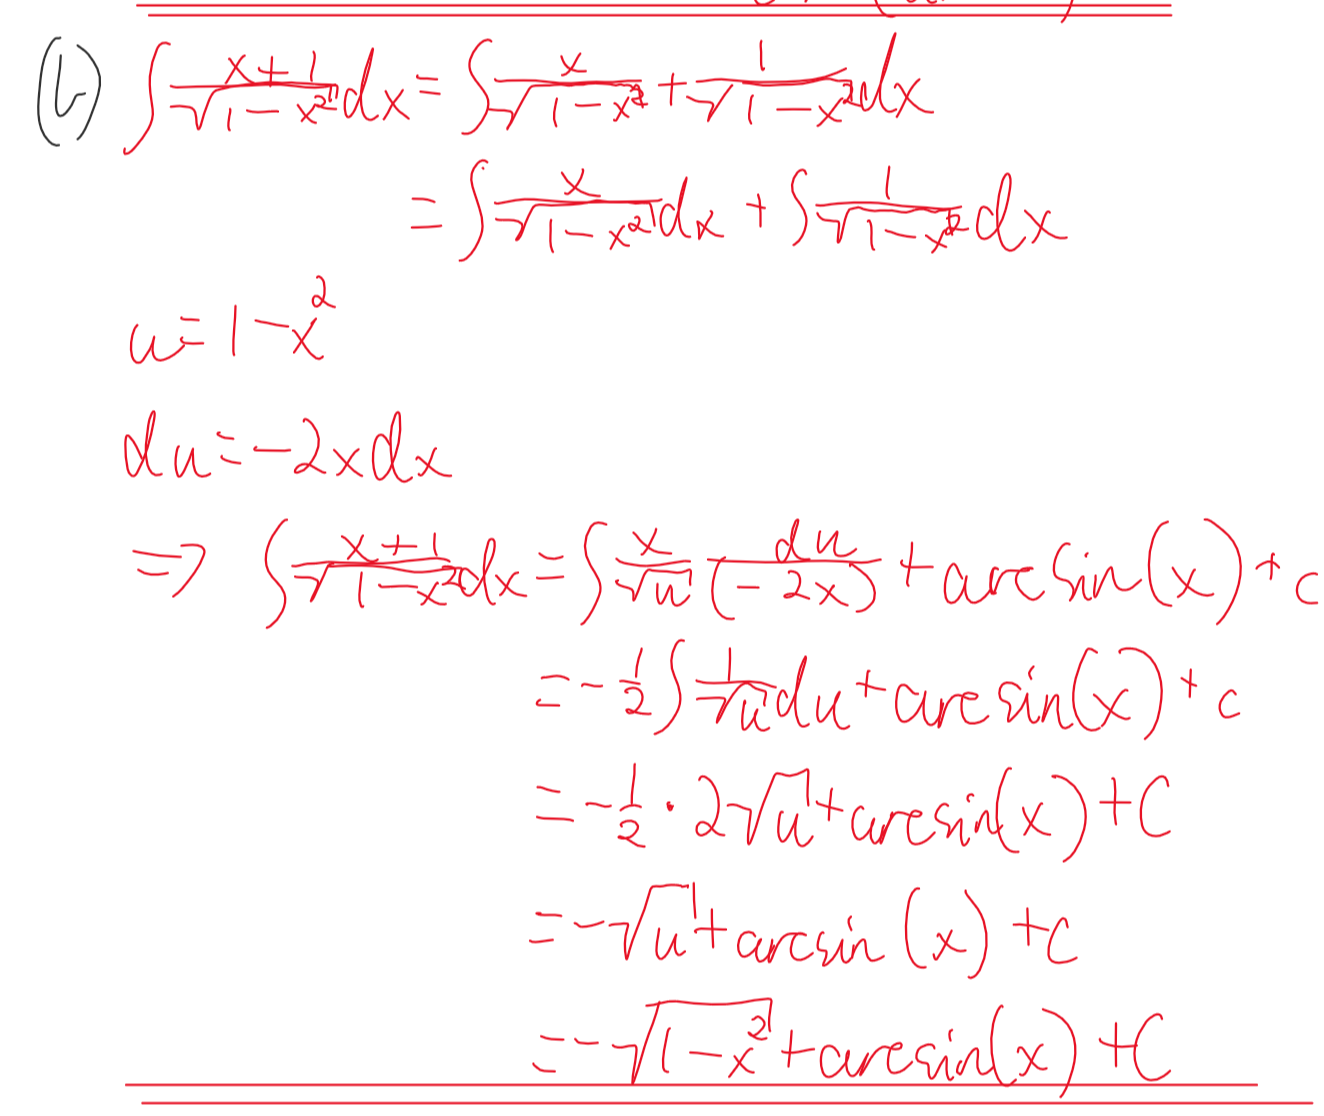 (b) ∫ (x+1)/√(1-x²) dx = ∫ x/√(1-x²) + 1/√(1-x²) dx
= ∫ x/√(1-x²) dx + ∫ 1/√(1-x²) dx
u = 1-x²
du = -2xdx
⇒ ∫ (x+1)/√(1-x²) dx = ∫ x/√u du/(-2x) + arcsin(x) + c
= -1/2 ∫ 1/√u du + arcsin(x) + c
= -1/2 · 2√u + arcsin(x) + C
= -√u + arcsin(x) + C
= -√(1-x²) + arcsin(x) + C